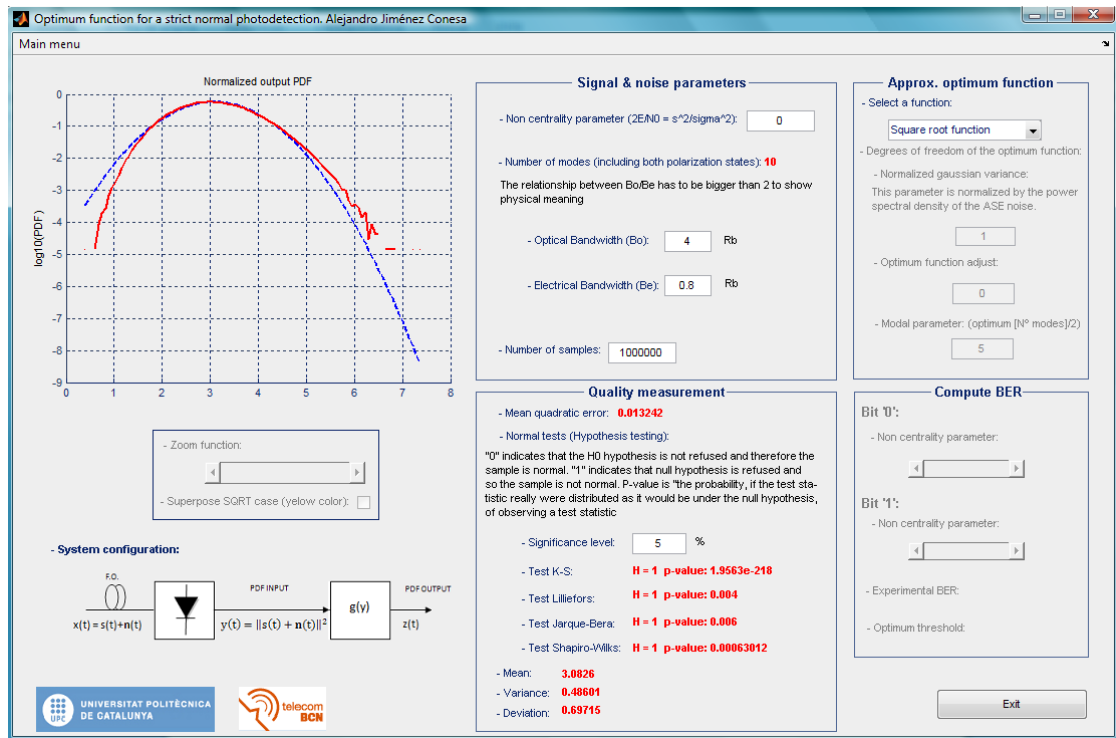 Optimum function for a strict normal photodetection. Alejandro Jiménez Conesa
Main menu
Normalized output PDF
log10(PDF)
0
-1
-2
-3
-4
-5
-6
-7
-8
-9
0 1 2 3 4 5 6 7 8
- Zoom function:
- Superpose SQRT case (yelow color):
- System configuration:
F.O.
x(t) = s(t)+n(t)
PDF INPUT
y(t) = ||s(t) + n(t)||²
g(y)
PDF OUTPUT
z(t)
UPC
UNIVERSITAT POLITÈCNICA
DE CATALUNYA
telecom
BCN
Signal & noise parameters
- Non centrality parameter (2E/N0 = s^2/sigma^2): 0
- Number of modes (including both polarization states): 10
The relationship between Bo/Be has to be bigger than 2 to show
physical meaning
- Optical Bandwidth (Bo): 4 Rb
- Electrical Bandwidth (Be): 0.8 Rb
- Number of samples: 1000000
Quality measurement
- Mean quadratic error: 0.013242
- Normal tests (Hypothesis testing):
"0" indicates that the H0 hypothesis is not refused and therefore the
sample is normal. "1" indicates that null hypothesis is refused and
so the sample is not normal. P-value is "the probability, if the test sta-
tistic really were distributed as it would be under the null hypothesis,
of observing a test statistic
- Significance level: 5 %
- Test K-S: H = 1 p-value: 1.9563e-218
- Test Lilliefors: H = 1 p-value: 0.004
- Test Jarque-Bera: H = 1 p-value: 0.006
- Test Shapiro-Wilks: H = 1 p-value: 0.00063012
- Mean: 3.0826
- Variance: 0.48601
- Deviation: 0.69715
Approx. optimum function
- Select a function:
Square root function
- Degrees of freedom of the optimum function:
- Normalized gaussian variance:
This parameter is normalized by the power
spectral density of the ASE noise.
1
- Optimum function adjust:
0
- Modal parameter: (optimum [Nº modes]/2)
5
Compute BER
Bit '0':
- Non centrality parameter:
Bit '1':
- Non centrality parameter:
- Experimental BER:
- Optimum threshold:
Exit